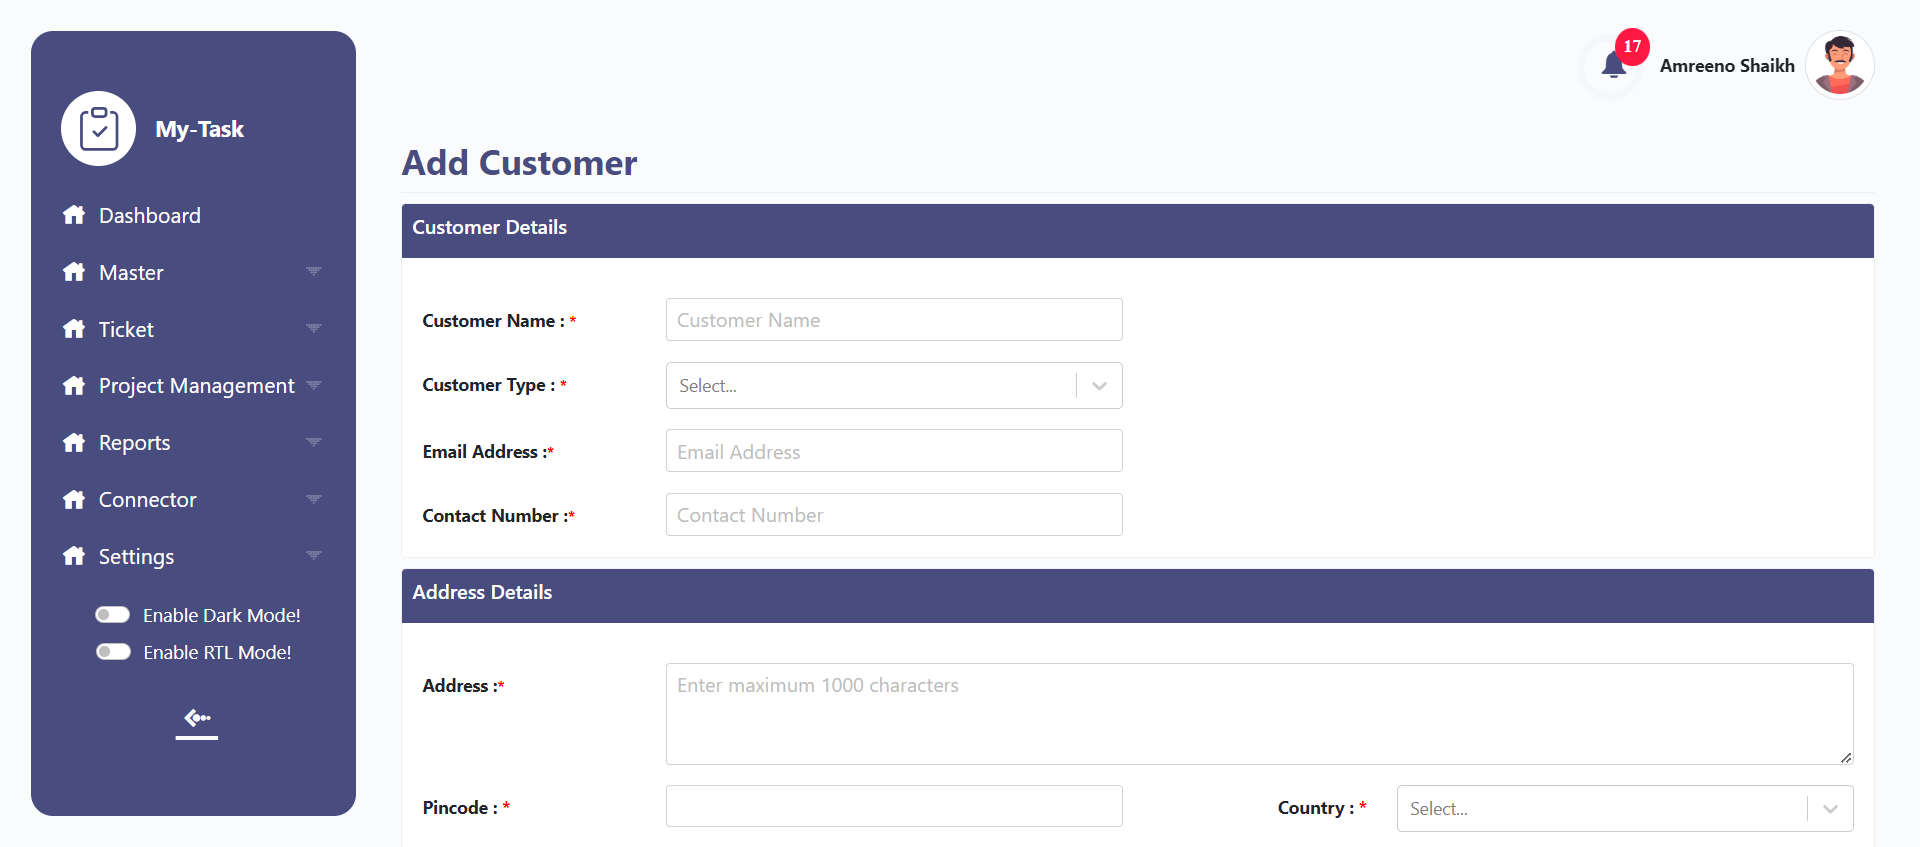 17
Amreeno Shaikh
My-Task
Dashboard
Master
Ticket
Project Management
Reports
Connector
Settings
Enable Dark Mode!
Enable RTL Mode!
Add Customer
Customer Details
Customer Name : * Customer Name
Customer Type : * Select...
Email Address :* Email Address
Contact Number :* Contact Number
Address Details
Address :* Enter maximum 1000 characters
Pincode : * Country : * Select...